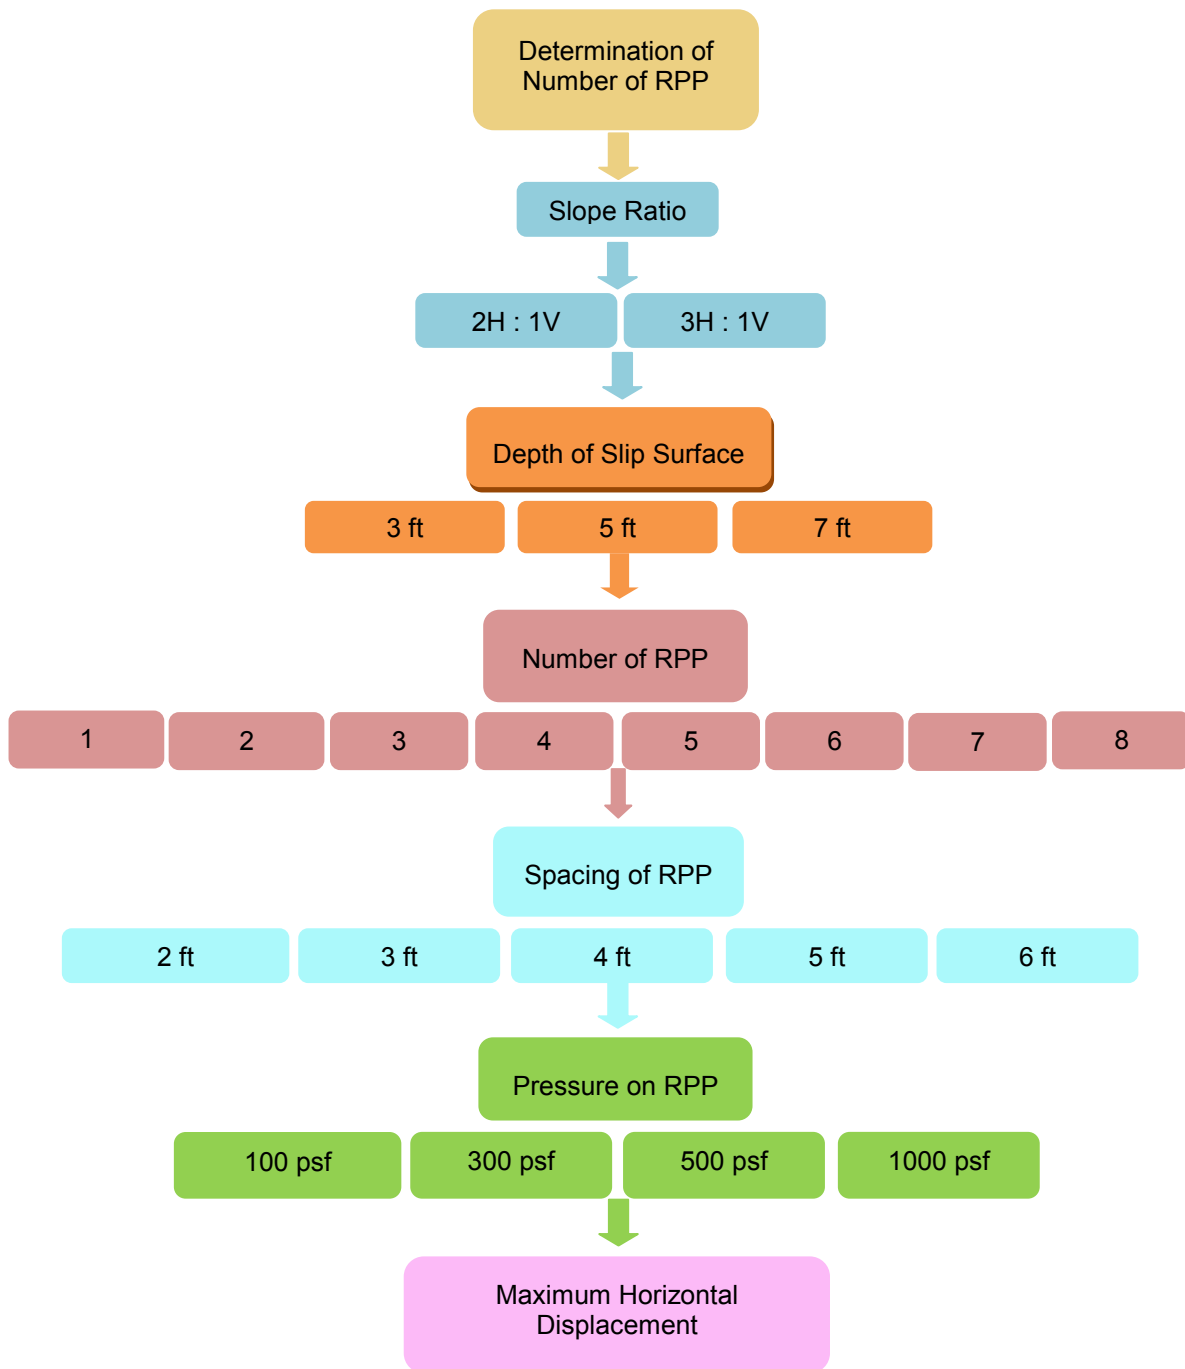 Determination of
Number of RPP
Slope Ratio
2H : 1V
3H : 1V
Depth of Slip Surface
3 ft
5 ft
7 ft
Number of RPP
1
2
3
4
5
6
7
8
Spacing of RPP
2 ft
3 ft
4 ft
5 ft
6 ft
Pressure on RPP
100 psf
300 psf
500 psf
1000 psf
Maximum Horizontal
Displacement